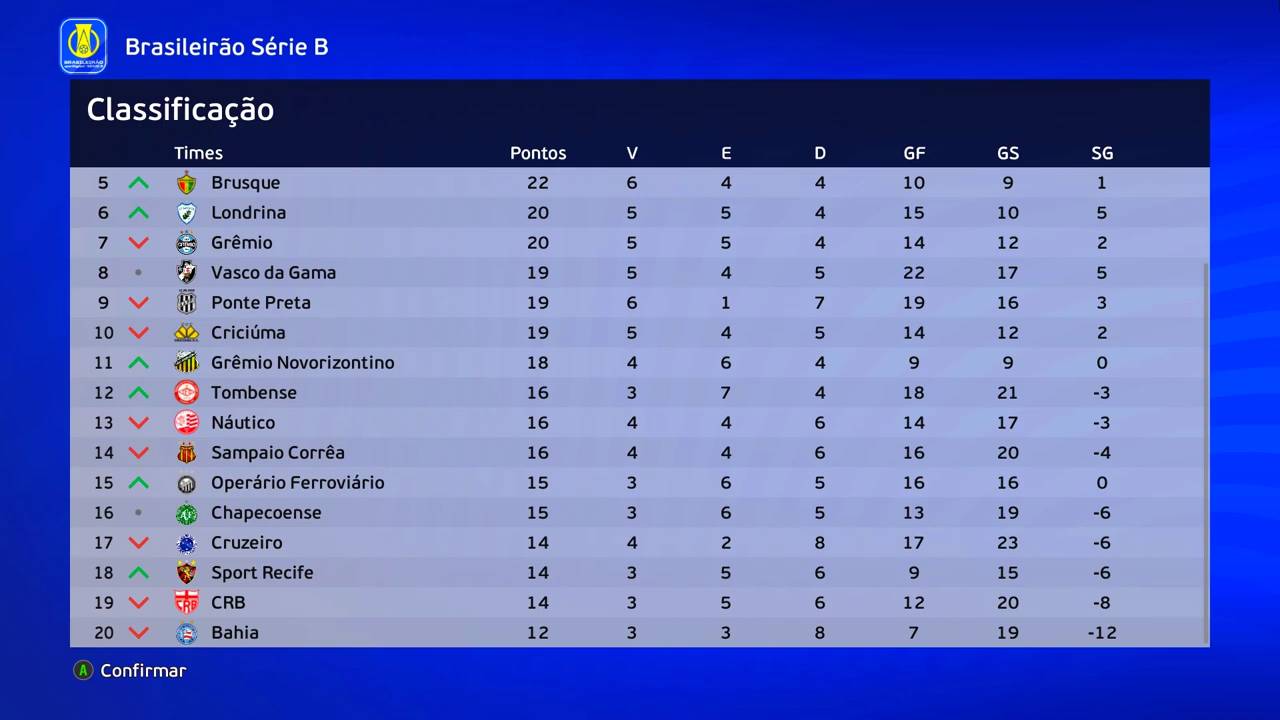 Brasileirão Série B
Classificação
Times Pontos V E D GF GS SG
5 Brusque 22 6 4 4 10 9 1
6 Londrina 20 5 5 4 15 10 5
7 Grêmio 20 5 5 4 14 12 2
8 Vasco da Gama 19 5 4 5 22 17 5
9 Ponte Preta 19 6 1 7 19 16 3
10 Criciúma 19 5 4 5 14 12 2
11 Grêmio Novorizontino 18 4 6 4 9 9 0
12 Tombense 16 3 7 4 18 21 -3
13 Náutico 16 4 4 6 14 17 -3
14 Sampaio Corrêa 16 4 4 6 16 20 -4
15 Operário Ferroviário 15 3 6 5 16 16 0
16 Chapecoense 15 3 6 5 13 19 -6
17 Cruzeiro 14 4 2 8 17 23 -6
18 Sport Recife 14 3 5 6 9 15 -6
19 CRB 14 3 5 6 12 20 -8
20 Bahia 12 3 3 8 7 19 -12
A Confirmar